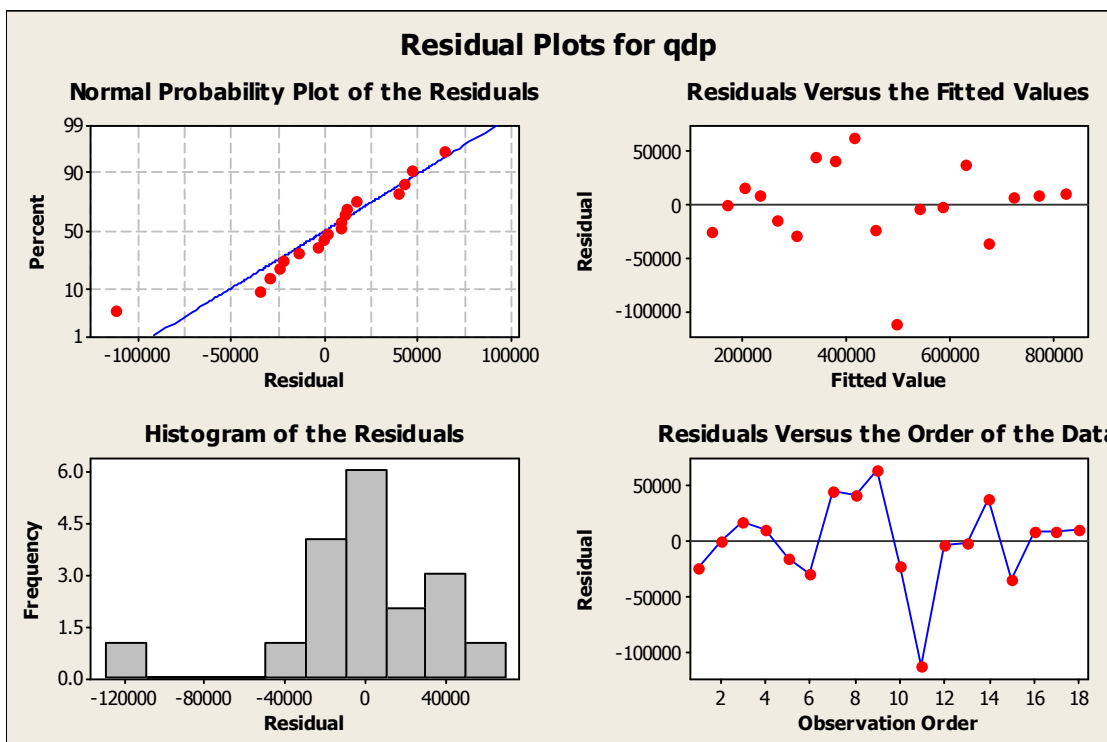 Residual Plots for qdp
Normal Probability Plot of the Residuals
99
90
50
10
1
Percent
-100000 -50000 0 50000 100000
Residual
Residuals Versus the Fitted Values
50000
0
-50000
-100000
Residual
200000 400000 600000 800000
Fitted Value
Histogram of the Residuals
6.0
4.5
3.0
1.5
0.0
Frequency
-120000 -80000 -40000 0 40000
Residual
Residuals Versus the Order of the Data
50000
0
-50000
-100000
Residual
2 4 6 8 10 12 14 16 18
Observation Order